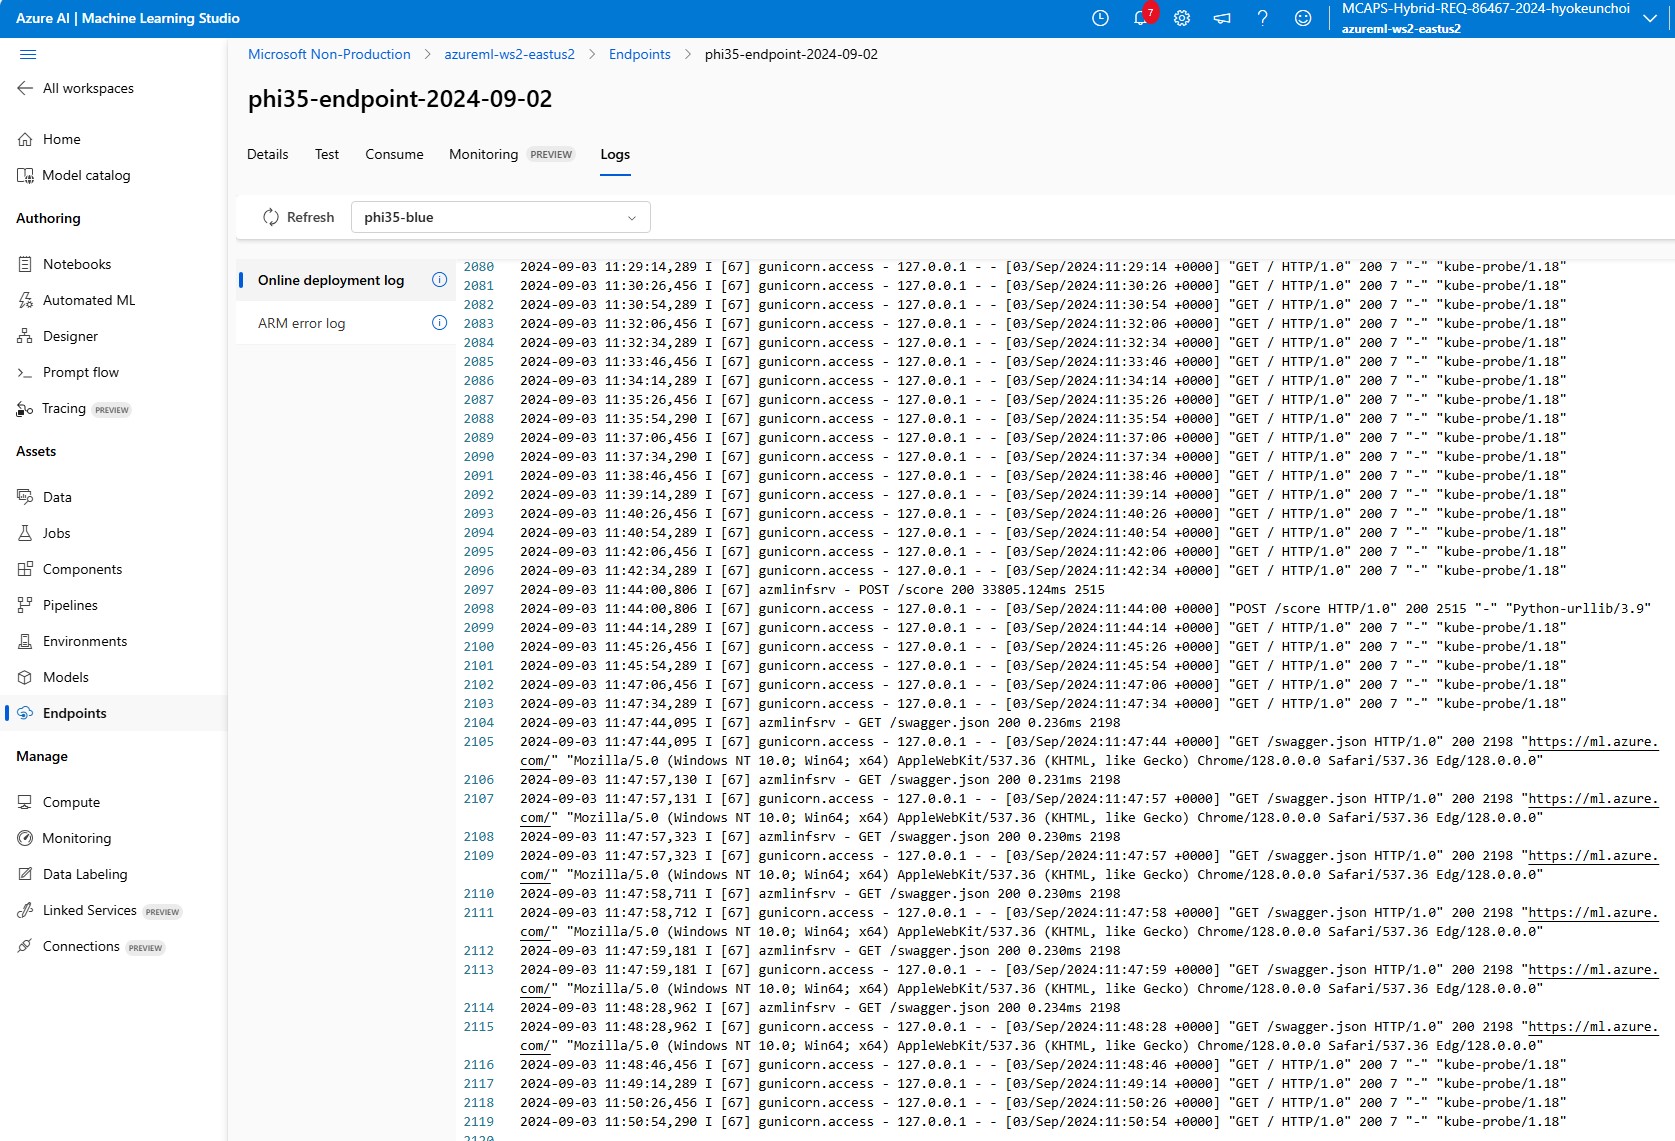 Azure AI | Machine Learning Studio
7
MCAPS-Hybrid-REQ-86467-2024-hyokeunchoi
azureml-ws2-eastus2
All workspaces
Home
Model catalog
Authoring
Notebooks
Automated ML
Designer
Prompt flow
Tracing PREVIEW
Assets
Data
Jobs
Components
Pipelines
Environments
Models
Endpoints
Manage
Compute
Monitoring
Data Labeling
Linked Services PREVIEW
Connections PREVIEW
Microsoft Non-Production > azureml-ws2-eastus2 > Endpoints > phi35-endpoint-2024-09-02
phi35-endpoint-2024-09-02
Details Test Consume Monitoring PREVIEW Logs
Refresh phi35-blue
Online deployment log
ARM error log
2080 2024-09-03 11:29:14,289 I [67] gunicorn.access - 127.0.0.1 - - [03/Sep/2024:11:29:14 +0000] "GET / HTTP/1.0" 200 7 "-" "kube-probe/1.18"
2081 2024-09-03 11:30:26,456 I [67] gunicorn.access - 127.0.0.1 - - [03/Sep/2024:11:30:26 +0000] "GET / HTTP/1.0" 200 7 "-" "kube-probe/1.18"
2082 2024-09-03 11:30:54,289 I [67] gunicorn.access - 127.0.0.1 - - [03/Sep/2024:11:30:54 +0000] "GET / HTTP/1.0" 200 7 "-" "kube-probe/1.18"
2083 2024-09-03 11:32:06,456 I [67] gunicorn.access - 127.0.0.1 - - [03/Sep/2024:11:32:06 +0000] "GET / HTTP/1.0" 200 7 "-" "kube-probe/1.18"
2084 2024-09-03 11:32:34,289 I [67] gunicorn.access - 127.0.0.1 - - [03/Sep/2024:11:32:34 +0000] "GET / HTTP/1.0" 200 7 "-" "kube-probe/1.18"
2085 2024-09-03 11:33:46,456 I [67] gunicorn.access - 127.0.0.1 - - [03/Sep/2024:11:33:46 +0000] "GET / HTTP/1.0" 200 7 "-" "kube-probe/1.18"
2086 2024-09-03 11:34:14,289 I [67] gunicorn.access - 127.0.0.1 - - [03/Sep/2024:11:34:14 +0000] "GET / HTTP/1.0" 200 7 "-" "kube-probe/1.18"
2087 2024-09-03 11:35:26,456 I [67] gunicorn.access - 127.0.0.1 - - [03/Sep/2024:11:35:26 +0000] "GET / HTTP/1.0" 200 7 "-" "kube-probe/1.18"
2088 2024-09-03 11:35:54,290 I [67] gunicorn.access - 127.0.0.1 - - [03/Sep/2024:11:35:54 +0000] "GET / HTTP/1.0" 200 7 "-" "kube-probe/1.18"
2089 2024-09-03 11:37:06,456 I [67] gunicorn.access - 127.0.0.1 - - [03/Sep/2024:11:37:06 +0000] "GET / HTTP/1.0" 200 7 "-" "kube-probe/1.18"
2090 2024-09-03 11:37:34,290 I [67] gunicorn.access - 127.0.0.1 - - [03/Sep/2024:11:37:34 +0000] "GET / HTTP/1.0" 200 7 "-" "kube-probe/1.18"
2091 2024-09-03 11:38:46,456 I [67] gunicorn.access - 127.0.0.1 - - [03/Sep/2024:11:38:46 +0000] "GET / HTTP/1.0" 200 7 "-" "kube-probe/1.18"
2092 2024-09-03 11:39:14,289 I [67] gunicorn.access - 127.0.0.1 - - [03/Sep/2024:11:39:14 +0000] "GET / HTTP/1.0" 200 7 "-" "kube-probe/1.18"
2093 2024-09-03 11:40:26,456 I [67] gunicorn.access - 127.0.0.1 - - [03/Sep/2024:11:40:26 +0000] "GET / HTTP/1.0" 200 7 "-" "kube-probe/1.18"
2094 2024-09-03 11:40:54,289 I [67] gunicorn.access - 127.0.0.1 - - [03/Sep/2024:11:40:54 +0000] "GET / HTTP/1.0" 200 7 "-" "kube-probe/1.18"
2095 2024-09-03 11:42:06,456 I [67] gunicorn.access - 127.0.0.1 - - [03/Sep/2024:11:42:06 +0000] "GET / HTTP/1.0" 200 7 "-" "kube-probe/1.18"
2096 2024-09-03 11:42:34,289 I [67] gunicorn.access - 127.0.0.1 - - [03/Sep/2024:11:42:34 +0000] "GET / HTTP/1.0" 200 7 "-" "kube-probe/1.18"
2097 2024-09-03 11:44:00,806 I [67] azmlinfsrv - POST /score 200 33805.124ms 2515
2098 2024-09-03 11:44:00,806 I [67] gunicorn.access - 127.0.0.1 - - [03/Sep/2024:11:44:00 +0000] "POST /score HTTP/1.0" 200 2515 "-" "Python-urllib/3.9"
2099 2024-09-03 11:44:14,289 I [67] gunicorn.access - 127.0.0.1 - - [03/Sep/2024:11:44:14 +0000] "GET / HTTP/1.0" 200 7 "-" "kube-probe/1.18"
2100 2024-09-03 11:45:26,456 I [67] gunicorn.access - 127.0.0.1 - - [03/Sep/2024:11:45:26 +0000] "GET / HTTP/1.0" 200 7 "-" "kube-probe/1.18"
2101 2024-09-03 11:45:54,289 I [67] gunicorn.access - 127.0.0.1 - - [03/Sep/2024:11:45:54 +0000] "GET / HTTP/1.0" 200 7 "-" "kube-probe/1.18"
2102 2024-09-03 11:47:06,456 I [67] gunicorn.access - 127.0.0.1 - - [03/Sep/2024:11:47:06 +0000] "GET / HTTP/1.0" 200 7 "-" "kube-probe/1.18"
2103 2024-09-03 11:47:34,289 I [67] gunicorn.access - 127.0.0.1 - - [03/Sep/2024:11:47:34 +0000] "GET / HTTP/1.0" 200 7 "-" "kube-probe/1.18"
2104 2024-09-03 11:47:44,095 I [67] azmlinfsrv - GET /swagger.json 200 0.236ms 2198
2105 2024-09-03 11:47:44,095 I [67] gunicorn.access - 127.0.0.1 - - [03/Sep/2024:11:47:44 +0000] "GET /swagger.json HTTP/1.0" 200 2198 "https://ml.azure.
com/" "Mozilla/5.0 (Windows NT 10.0; Win64; x64) AppleWebKit/537.36 (KHTML, like Gecko) Chrome/128.0.0.0 Safari/537.36 Edg/128.0.0.0"
2106 2024-09-03 11:47:57,130 I [67] azmlinfsrv - GET /swagger.json 200 0.231ms 2198
2107 2024-09-03 11:47:57,131 I [67] gunicorn.access - 127.0.0.1 - - [03/Sep/2024:11:47:57 +0000] "GET /swagger.json HTTP/1.0" 200 2198 "https://ml.azure.
com/" "Mozilla/5.0 (Windows NT 10.0; Win64; x64) AppleWebKit/537.36 (KHTML, like Gecko) Chrome/128.0.0.0 Safari/537.36 Edg/128.0.0.0"
2108 2024-09-03 11:47:57,323 I [67] azmlinfsrv - GET /swagger.json 200 0.230ms 2198
2109 2024-09-03 11:47:57,323 I [67] gunicorn.access - 127.0.0.1 - - [03/Sep/2024:11:47:57 +0000] "GET /swagger.json HTTP/1.0" 200 2198 "https://ml.azure.
com/" "Mozilla/5.0 (Windows NT 10.0; Win64; x64) AppleWebKit/537.36 (KHTML, like Gecko) Chrome/128.0.0.0 Safari/537.36 Edg/128.0.0.0"
2110 2024-09-03 11:47:58,711 I [67] azmlinfsrv - GET /swagger.json 200 0.230ms 2198
2111 2024-09-03 11:47:58,712 I [67] gunicorn.access - 127.0.0.1 - - [03/Sep/2024:11:47:58 +0000] "GET /swagger.json HTTP/1.0" 200 2198 "https://ml.azure.
com/" "Mozilla/5.0 (Windows NT 10.0; Win64; x64) AppleWebKit/537.36 (KHTML, like Gecko) Chrome/128.0.0.0 Safari/537.36 Edg/128.0.0.0"
2112 2024-09-03 11:47:59,181 I [67] azmlinfsrv - GET /swagger.json 200 0.230ms 2198
2113 2024-09-03 11:47:59,181 I [67] gunicorn.access - 127.0.0.1 - - [03/Sep/2024:11:47:59 +0000] "GET /swagger.json HTTP/1.0" 200 2198 "https://ml.azure.
com/" "Mozilla/5.0 (Windows NT 10.0; Win64; x64) AppleWebKit/537.36 (KHTML, like Gecko) Chrome/128.0.0.0 Safari/537.36 Edg/128.0.0.0"
2114 2024-09-03 11:48:28,962 I [67] azmlinfsrv - GET /swagger.json 200 0.234ms 2198
2115 2024-09-03 11:48:28,962 I [67] gunicorn.access - 127.0.0.1 - - [03/Sep/2024:11:48:28 +0000] "GET /swagger.json HTTP/1.0" 200 2198 "https://ml.azure.
com/" "Mozilla/5.0 (Windows NT 10.0; Win64; x64) AppleWebKit/537.36 (KHTML, like Gecko) Chrome/128.0.0.0 Safari/537.36 Edg/128.0.0.0"
2116 2024-09-03 11:48:46,456 I [67] gunicorn.access - 127.0.0.1 - - [03/Sep/2024:11:48:46 +0000] "GET / HTTP/1.0" 200 7 "-" "kube-probe/1.18"
2117 2024-09-03 11:49:14,289 I [67] gunicorn.access - 127.0.0.1 - - [03/Sep/2024:11:49:14 +0000] "GET / HTTP/1.0" 200 7 "-" "kube-probe/1.18"
2118 2024-09-03 11:50:26,456 I [67] gunicorn.access - 127.0.0.1 - - [03/Sep/2024:11:50:26 +0000] "GET / HTTP/1.0" 200 7 "-" "kube-probe/1.18"
2119 2024-09-03 11:50:54,290 I [67] gunicorn.access - 127.0.0.1 - - [03/Sep/2024:11:50:54 +0000] "GET / HTTP/1.0" 200 7 "-" "kube-probe/1.18"
2120